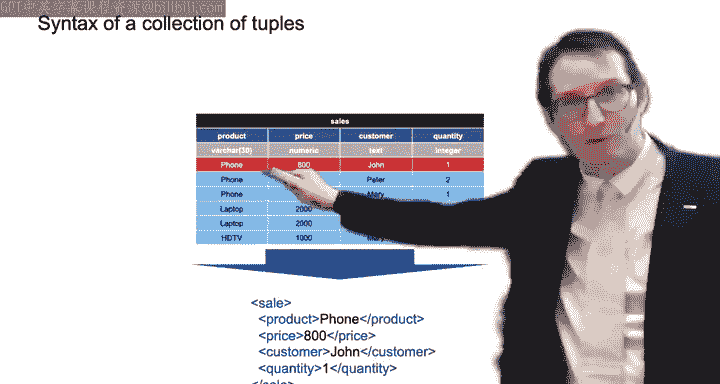 Syntax of a collection of tuples
sales
product price customer quantity
varchar(30) numeric text integer
Phone 800 John 1
Phone Peter 2
Phone Mary 1
Laptop 2000
Laptop 2000
HDTV 1000
<sale>
<product>Phone</product>
<price>800</price>
<customer>John</customer>
<quantity>1</quantity>
</sale>